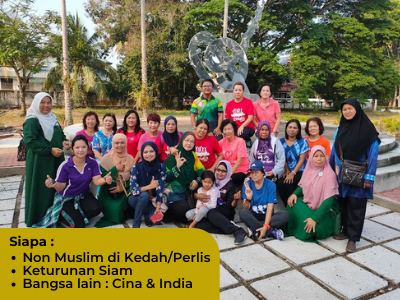 Siapa :
• Non Muslim di Kedah/Perlis
• Keturunan Siam
• Bangsa lain : Cina & India